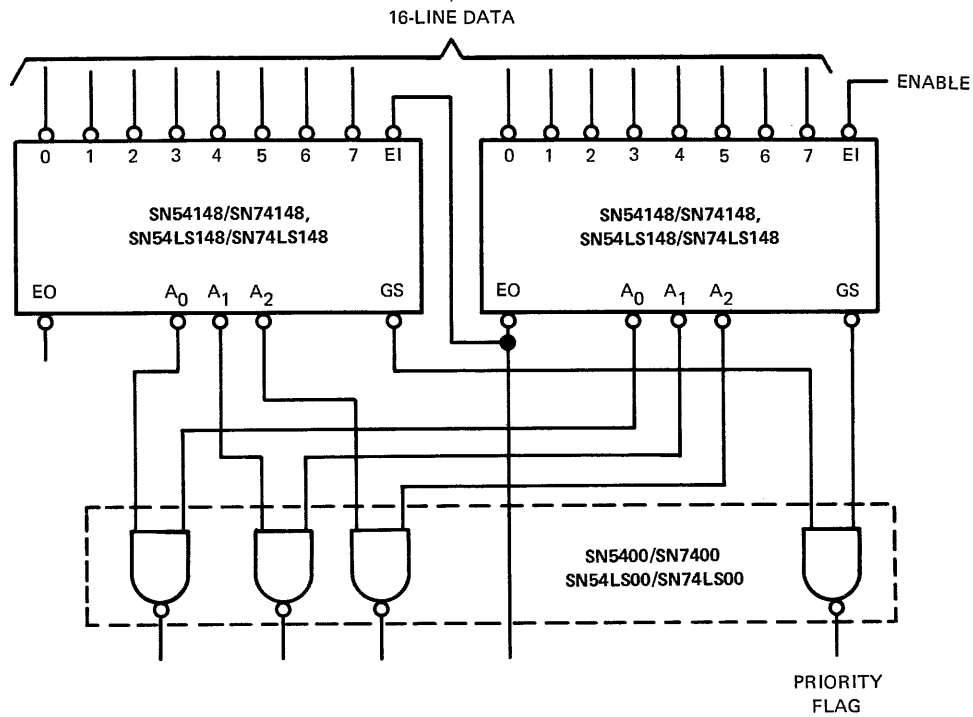 16-LINE DATA
ENABLE
0 1 2 3 4 5 6 7 EI
0 1 2 3 4 5 6 7 EI
SN54148/SN74148,
SN54LS148/SN74LS148
SN54148/SN74148,
SN54LS148/SN74LS148
EO A0 A1 A2 GS
EO A0 A1 A2 GS
SN5400/SN7400
SN54LS00/SN74LS00
PRIORITY
FLAG